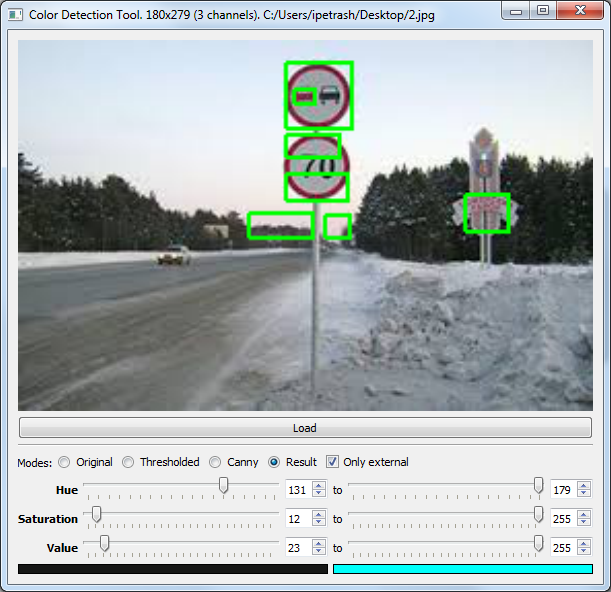 Color Detection Tool. 180x279 (3 channels). C:/Users/ipetrash/Desktop/2.jpg
70
Load
Modes: Original Thresholded Canny Result Only external
Hue 131 to 179
Saturation 12 to 255
Value 23 to 255